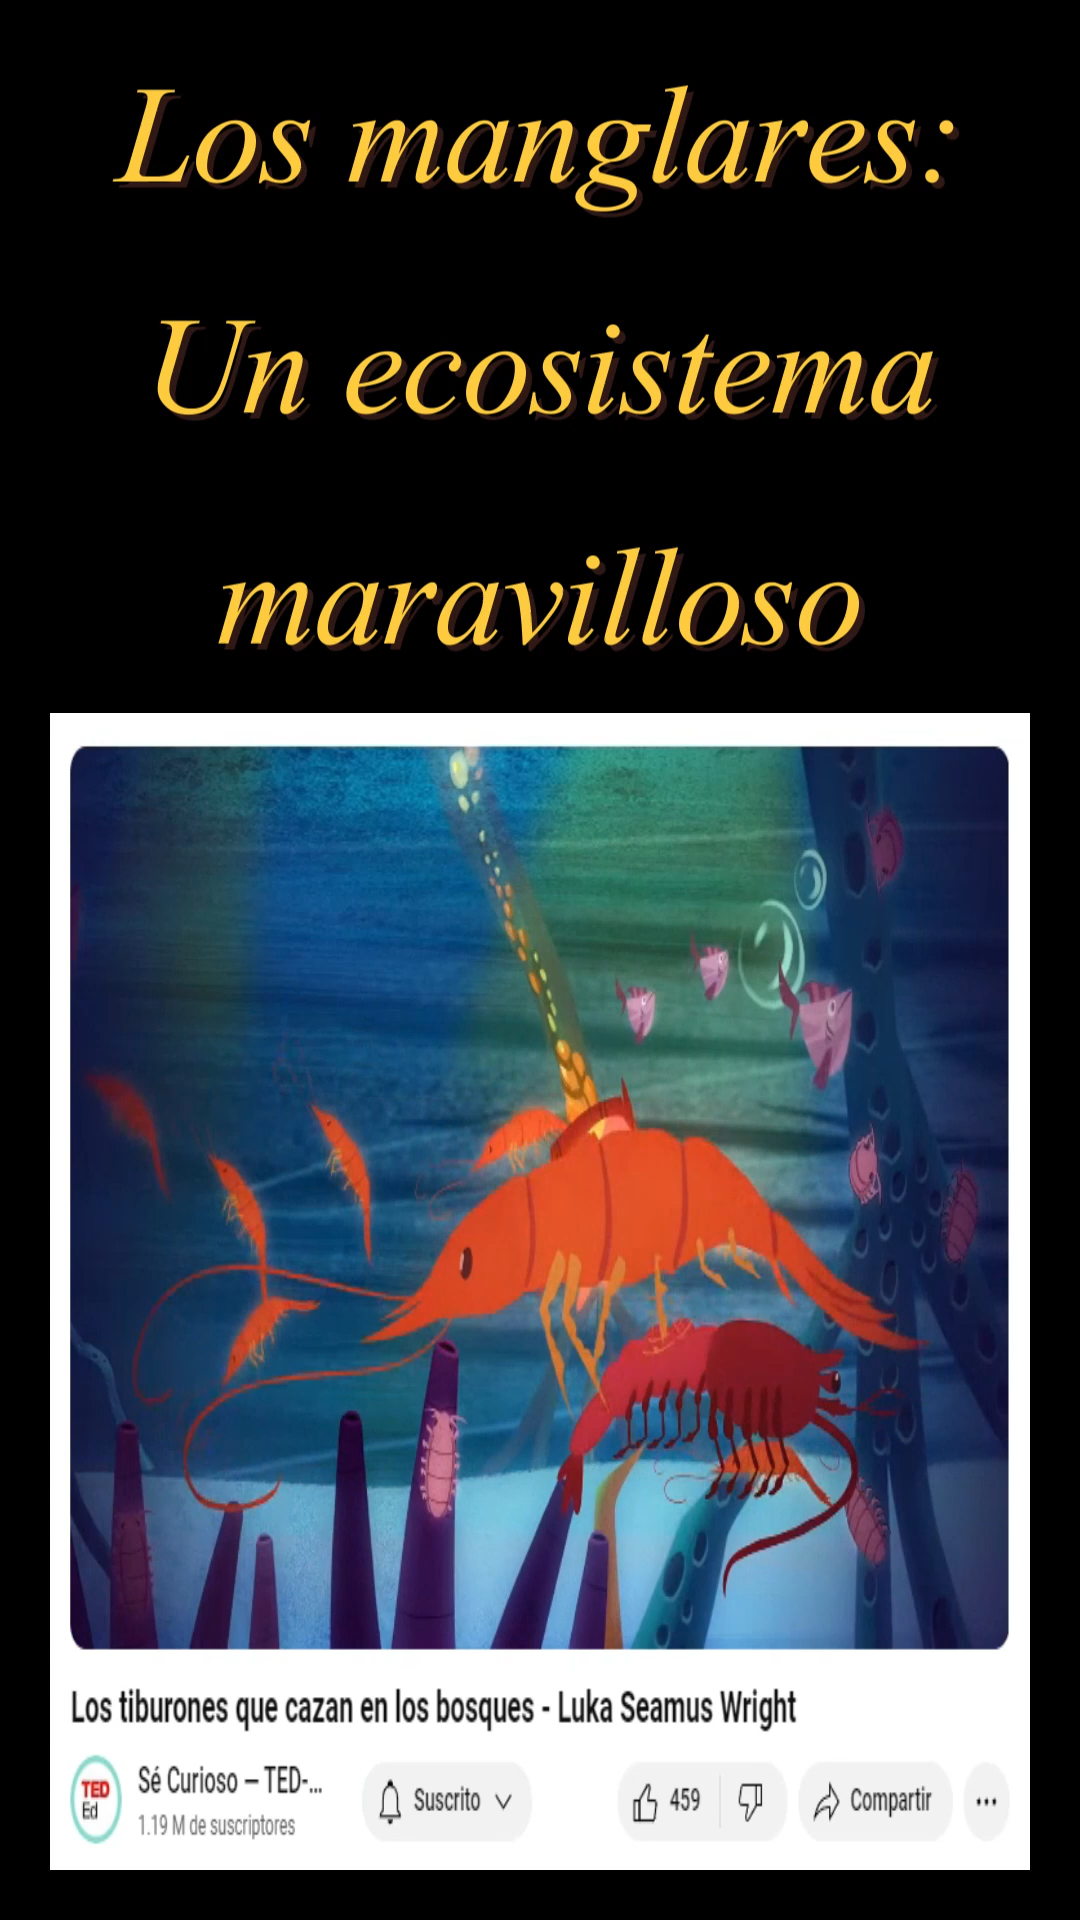 Los manglares:
Un ecosistema
maravilloso
Los tiburones que cazan en los bosques - Luka Seamus Wright
TED
Ed
Sé Curioso – TED-...
1.19 M de suscriptores
Suscrito
459
Compartir